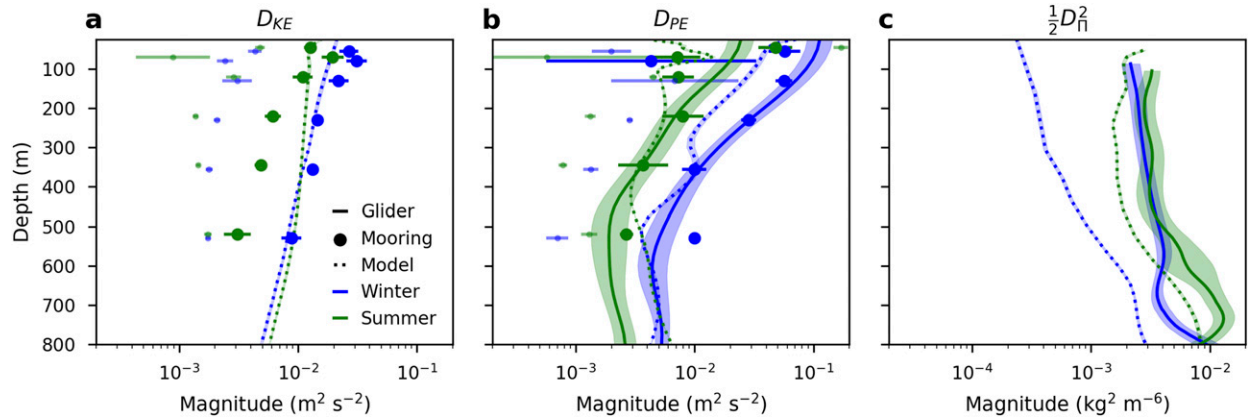 a
D_KE
Depth (m)
100
200
300
400
500
600
700
800
Glider
Mooring
Model
Winter
Summer
10⁻³
10⁻²
10⁻¹
Magnitude (m² s⁻²)
b
D_PE
10⁻³
10⁻²
10⁻¹
Magnitude (m² s⁻²)
c
½D_Π²
10⁻⁴
10⁻³
10⁻²
Magnitude (kg² m⁻⁶)